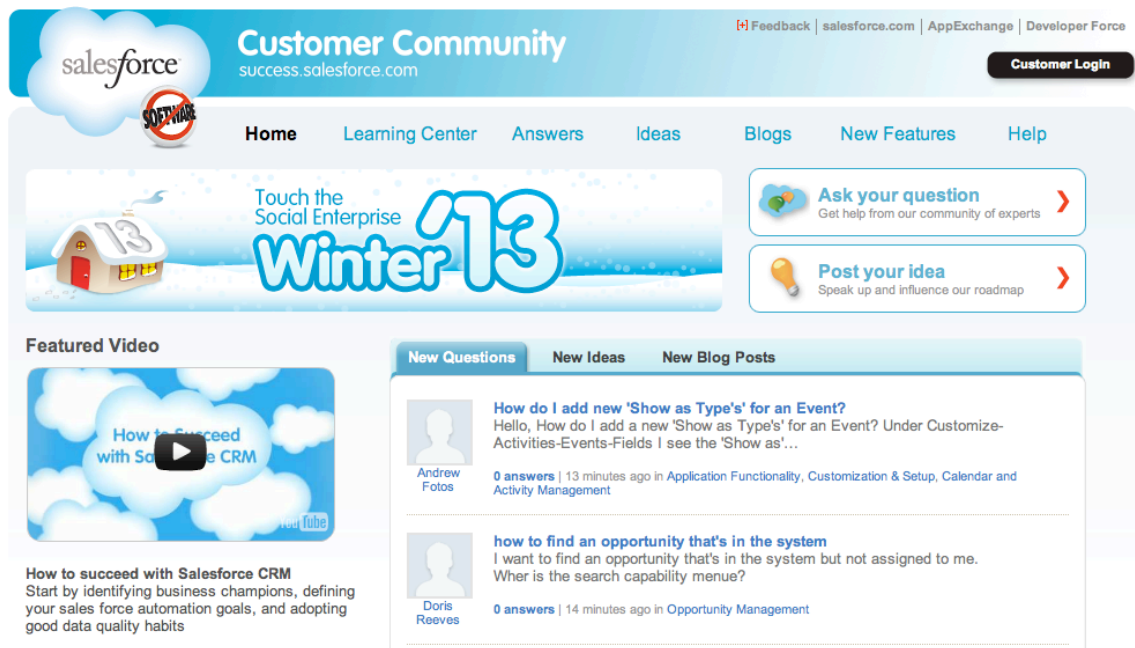 [+] Feedback | salesforce.com | AppExchange | Developer Force
salesforce
SOFTWARE
Customer Community
success.salesforce.com
Customer Login
Home Learning Center Answers Ideas Blogs New Features Help
13
Touch the
Social Enterprise
Winter '13
Ask your question
Get help from our community of experts
Post your idea
Speak up and influence our roadmap
Featured Video
How to Succeed
with Sa e CRM
You Tube
How to succeed with Salesforce CRM
Start by identifying business champions, defining
your sales force automation goals, and adopting
good data quality habits
New Questions New Ideas New Blog Posts
How do I add new 'Show as Type's' for an Event?
Hello, How do I add a new 'Show as Type's' for an Event? Under Customize-
Activities-Events-Fields I see the 'Show as'...
Andrew
Fotos
0 answers | 13 minutes ago in Application Functionality, Customization & Setup, Calendar and
Activity Management
how to find an opportunity that's in the system
I want to find an opportunity that's in the system but not assigned to me.
Wher is the search capability menue?
Doris
Reeves
0 answers | 14 minutes ago in Opportunity Management